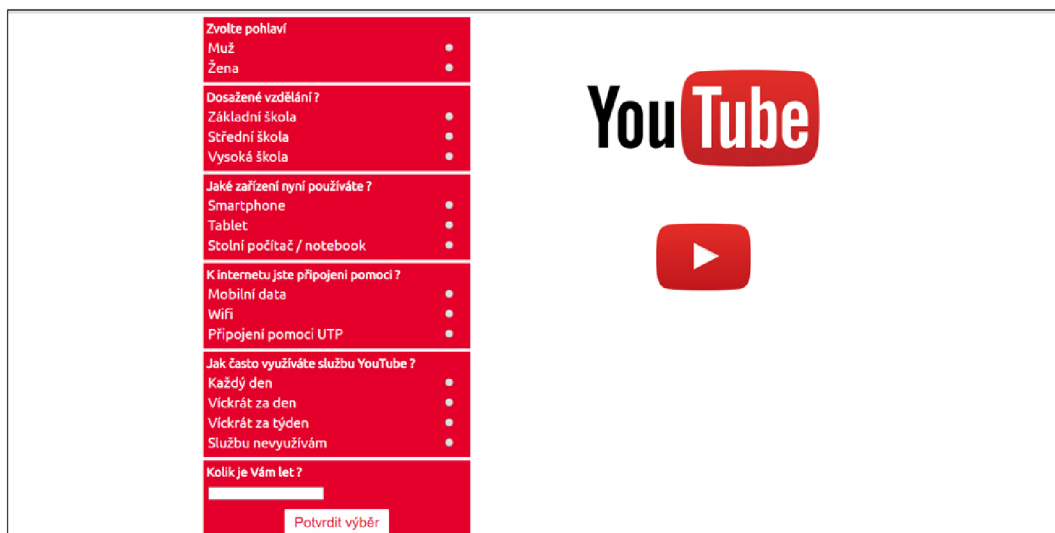 Zvolte pohlaví
Muž
Žena
Dosažené vzdělání ?
Základní škola
Střední škola
Vysoká škola
Jaké zařízení nyní používáte ?
Smartphone
Tablet
Stolní počítač / notebook
K internetu jste připojeni pomoci ?
Mobilní data
Wifi
Připojení pomoci UTP
Jak často využíváte službu YouTube ?
Každý den
Víckrát za den
Víckrát za týden
Službu nevyužívám
Kolik je Vám let ?
Potvrdit výběr
YouTube